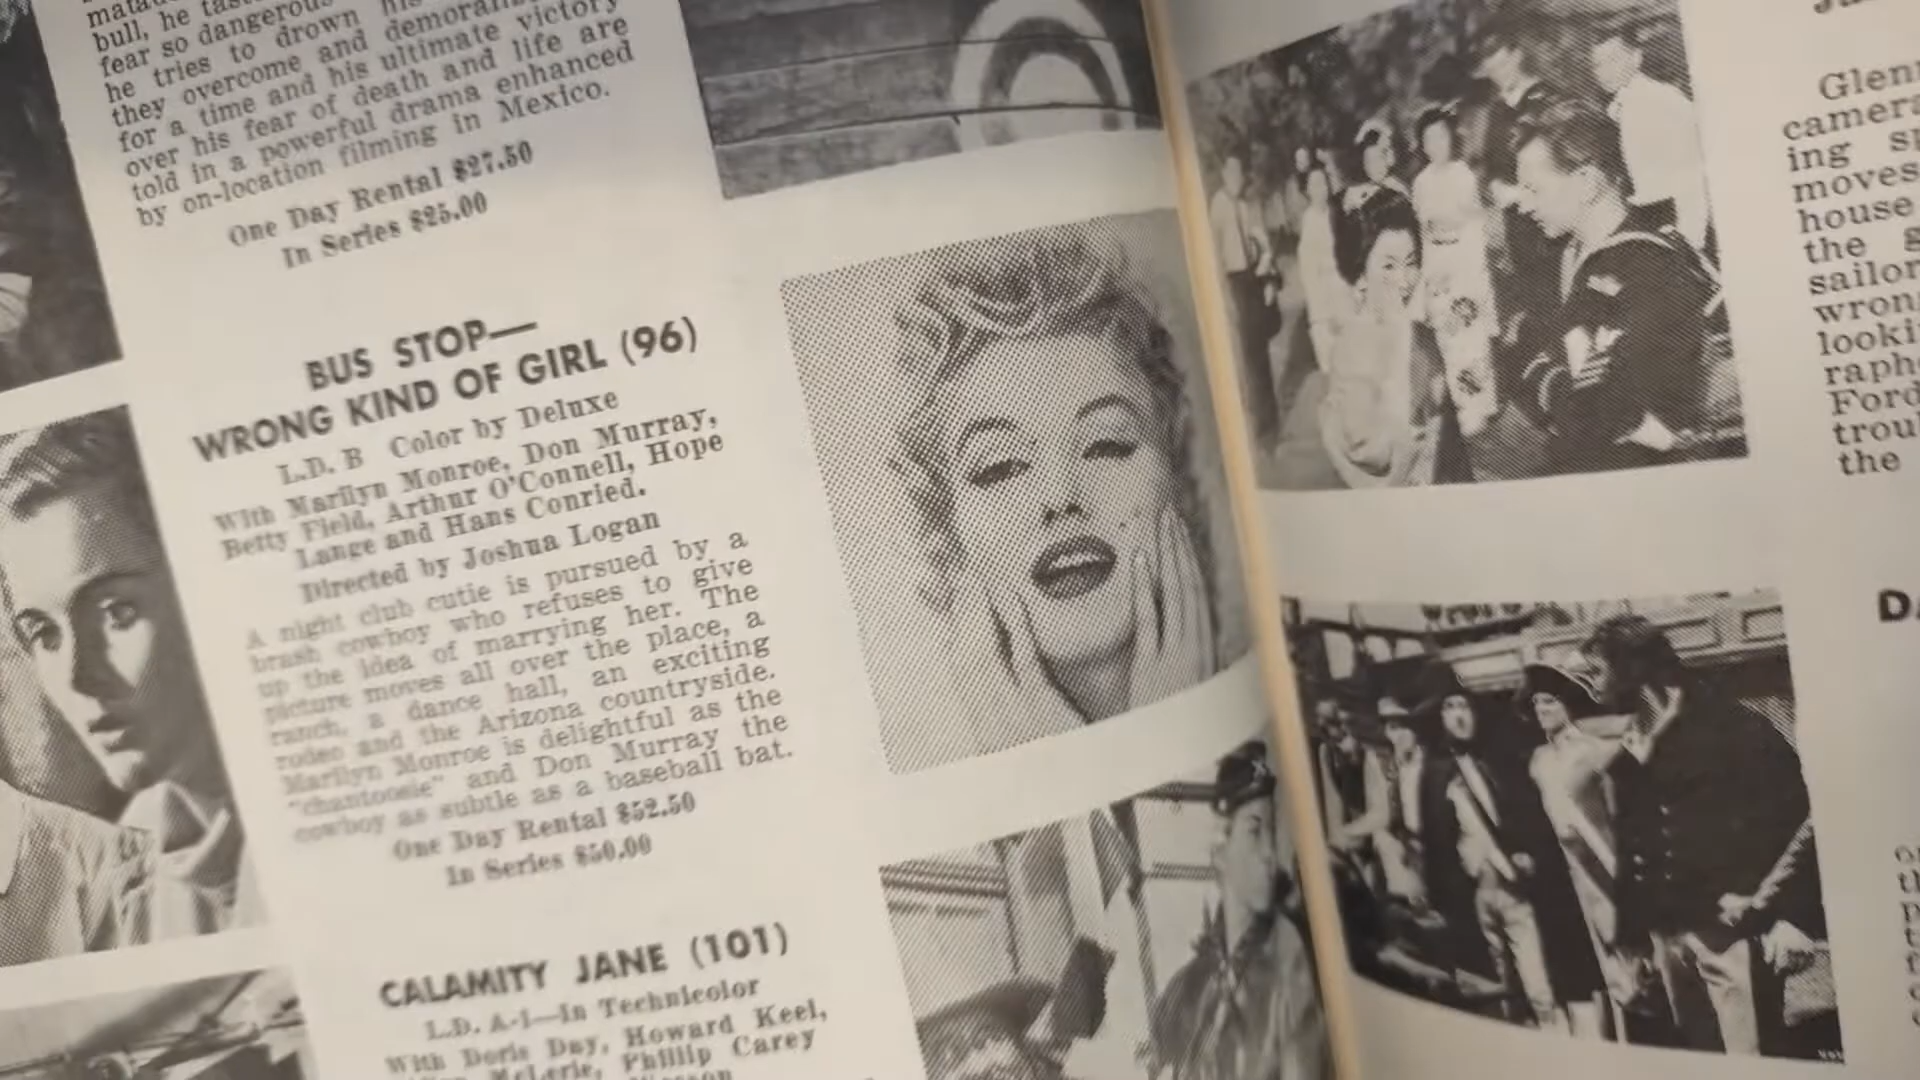 bull, he
fear so dangerous
he tries to drown his
they overcome and
for a time and his ultimate victory
over his fear of death and life are
told in a powerful drama enhanced
by on-location filming in Mexico.
One Day Rental $27.50
In Series $25.00
BUS STOP—
WRONG KIND OF GIRL (96)
L.D. B Color by Deluxe
With Marilyn Monroe, Don Murray,
Betty Field, Arthur O'Connell, Hope
Lange and Hans Conried.
Directed by Joshua Logan
A night club cutie is pursued by a
brash cowboy who refuses to give
up the idea of marrying her. The
picture moves all over the place, a
ranch, a dance hall, an exciting
rodeo and the Arizona countryside.
Marilyn Monroe is delightful as the
"chantoosie" and Don Murray the
cowboy as subtle as a baseball bat.
One Day Rental $52.50
In Series $50.00
CALAMITY JANE (101)
L.D. A-1—In Technicolor
With Doris Day, Howard Keel,
McLerie, Phillip Carey
Glenn
camera
ing
moves
house
the
sailor
wrong
looki
raph
Ford
trou
the